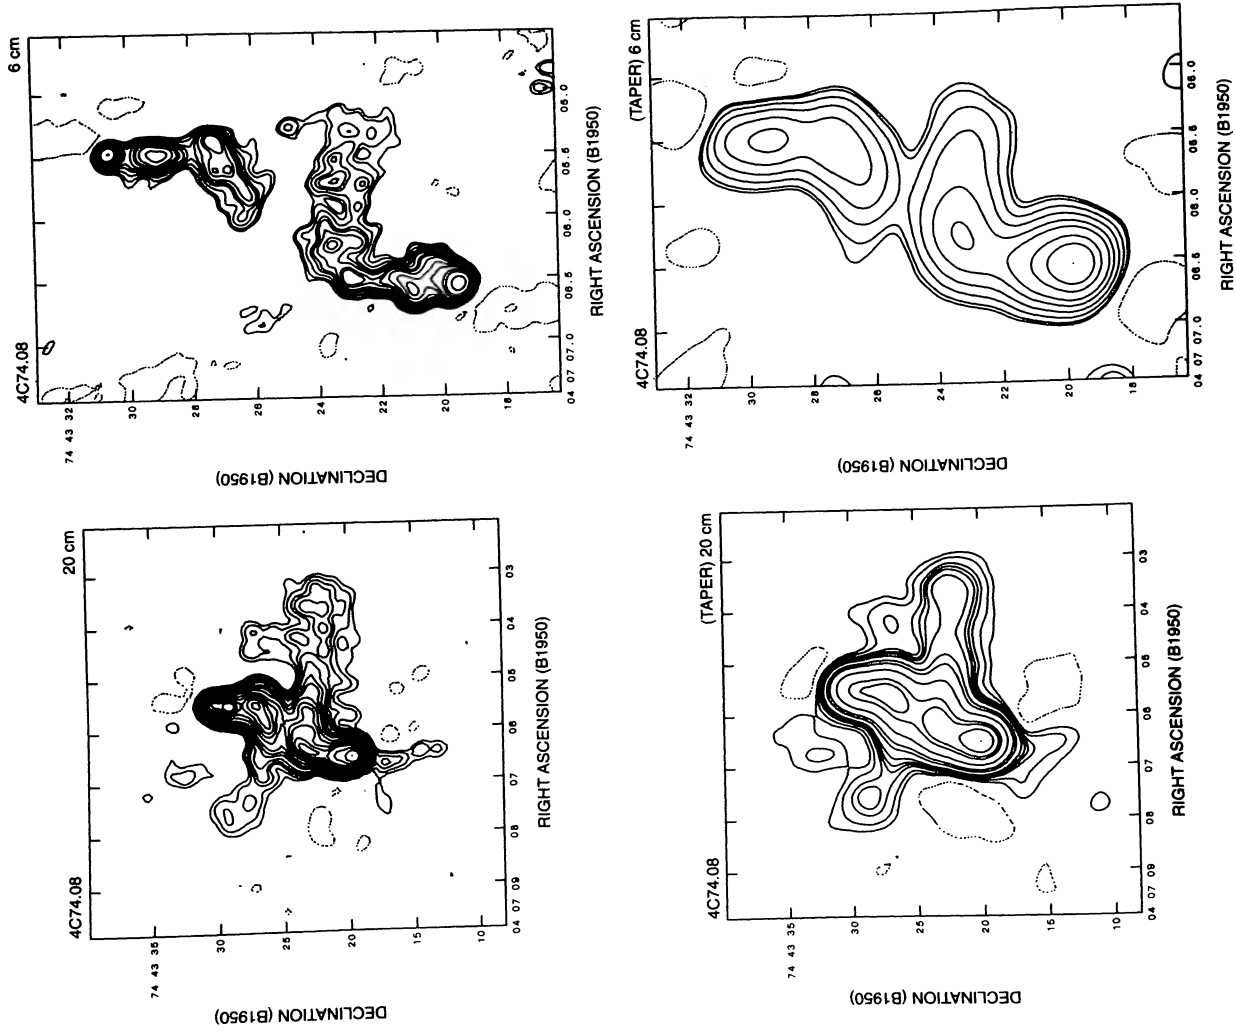 4C74.08
6 cm
74 43 32
30
28
26
24
22
20
18
DECLINATION (B1950)
04 07 07.0
06.5
06.0
05.5
05.0
RIGHT ASCENSION (B1950)
4C74.08
(TAPER) 6 cm
74 43 32
30
28
26
24
22
20
18
DECLINATION (B1950)
04 07 07.0
06.5
06.0
05.5
05.0
RIGHT ASCENSION (B1950)
4C74.08
20 cm
74 43 35
30
25
20
15
10
DECLINATION (B1950)
04 07 09
08
07
06
05
04
03
RIGHT ASCENSION (B1950)
4C74.08
(TAPER) 20 cm
74 43 35
30
25
20
15
10
DECLINATION (B1950)
04 07 09
08
07
06
05
04
03
RIGHT ASCENSION (B1950)